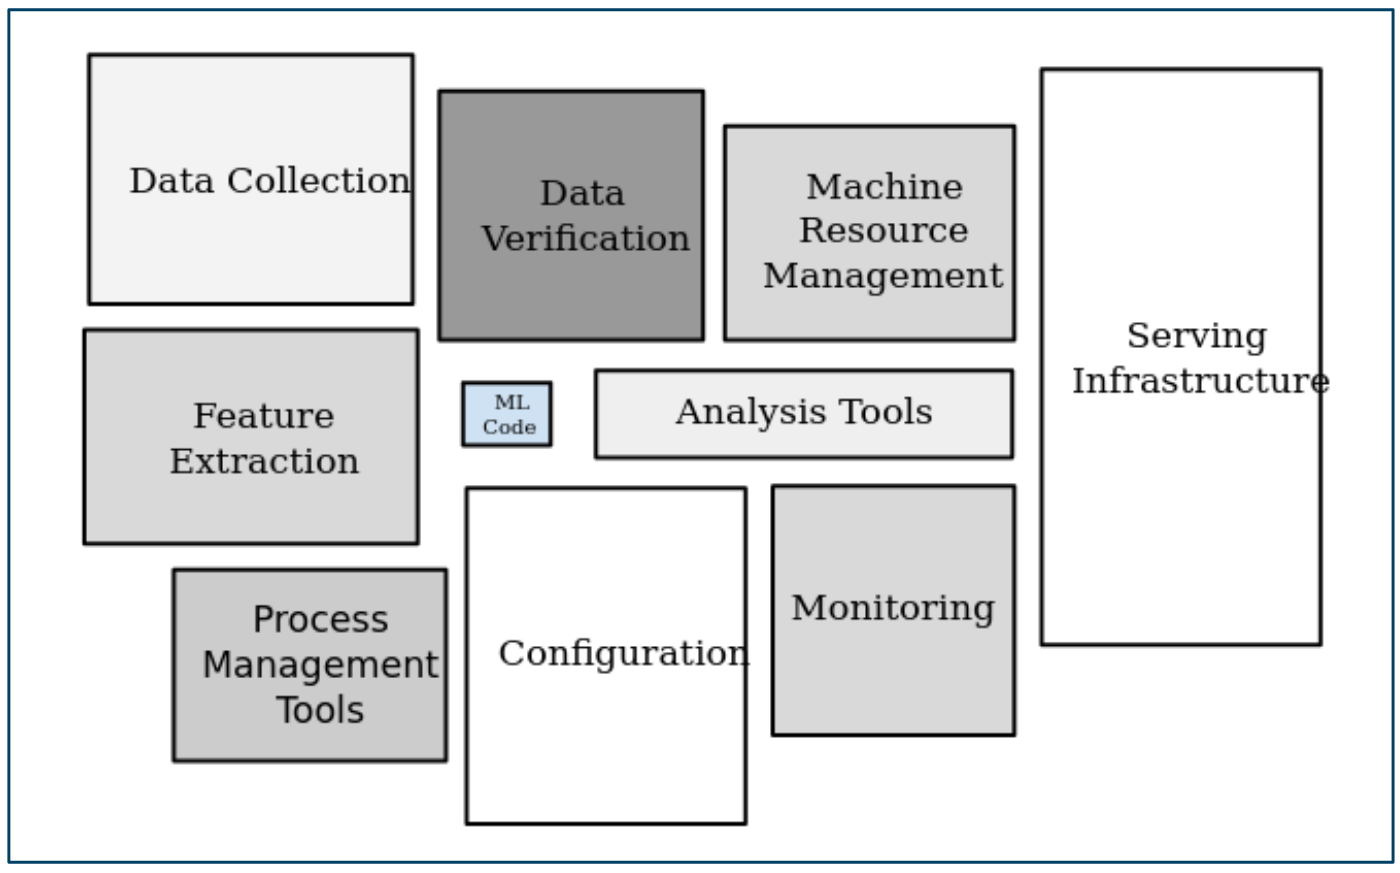 Data Collection
Data
Verification
Machine
Resource
Management
Serving
Infrastructure
Feature
Extraction
ML
Code
Analysis Tools
Process
Management
Tools
Configuration
Monitoring